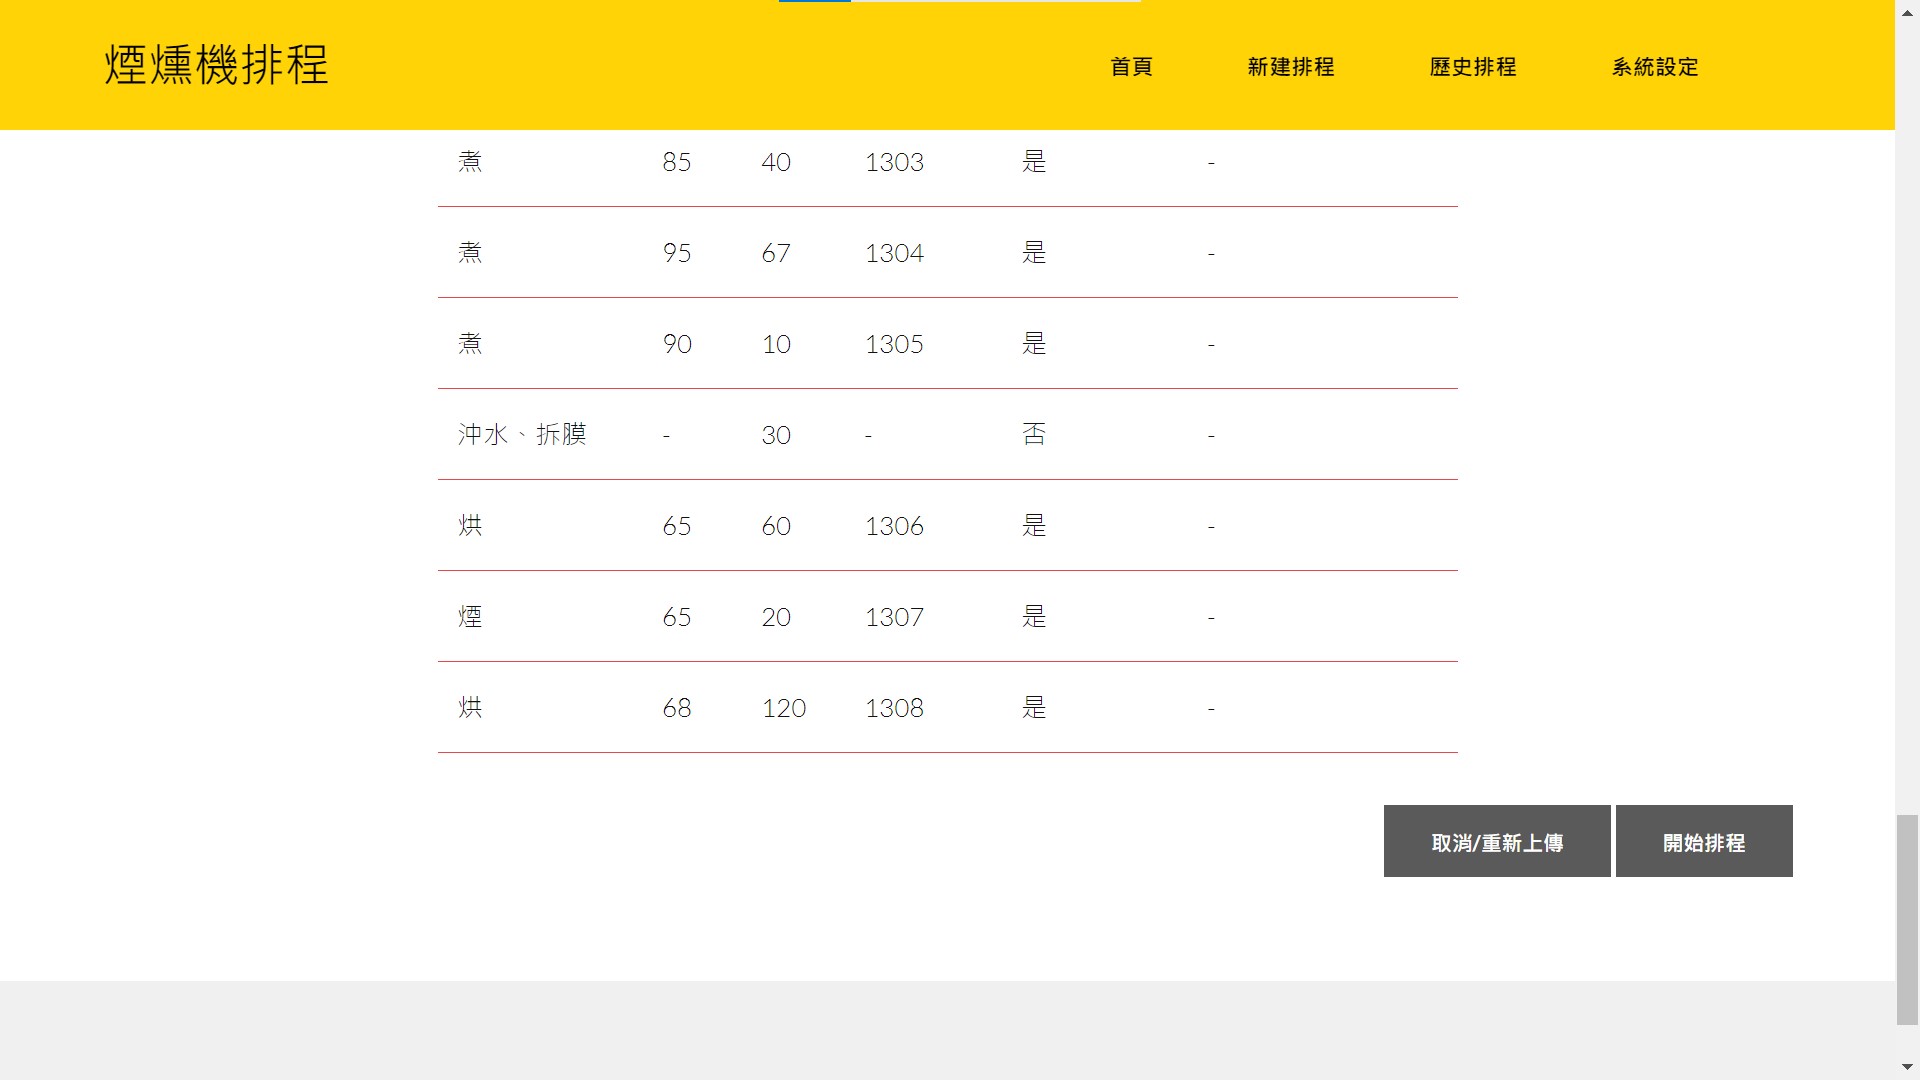 煙燻機排程 首頁 新建排程 歷史排程 系統設定
煮 85 40 1303 是 -
煮 95 67 1304 是 -
煮 90 10 1305 是 -
沖水、拆膜 - 30 - 否 -
烘 65 60 1306 是 -
煙 65 20 1307 是 -
烘 68 120 1308 是 -
取消/重新上傳 開始排程